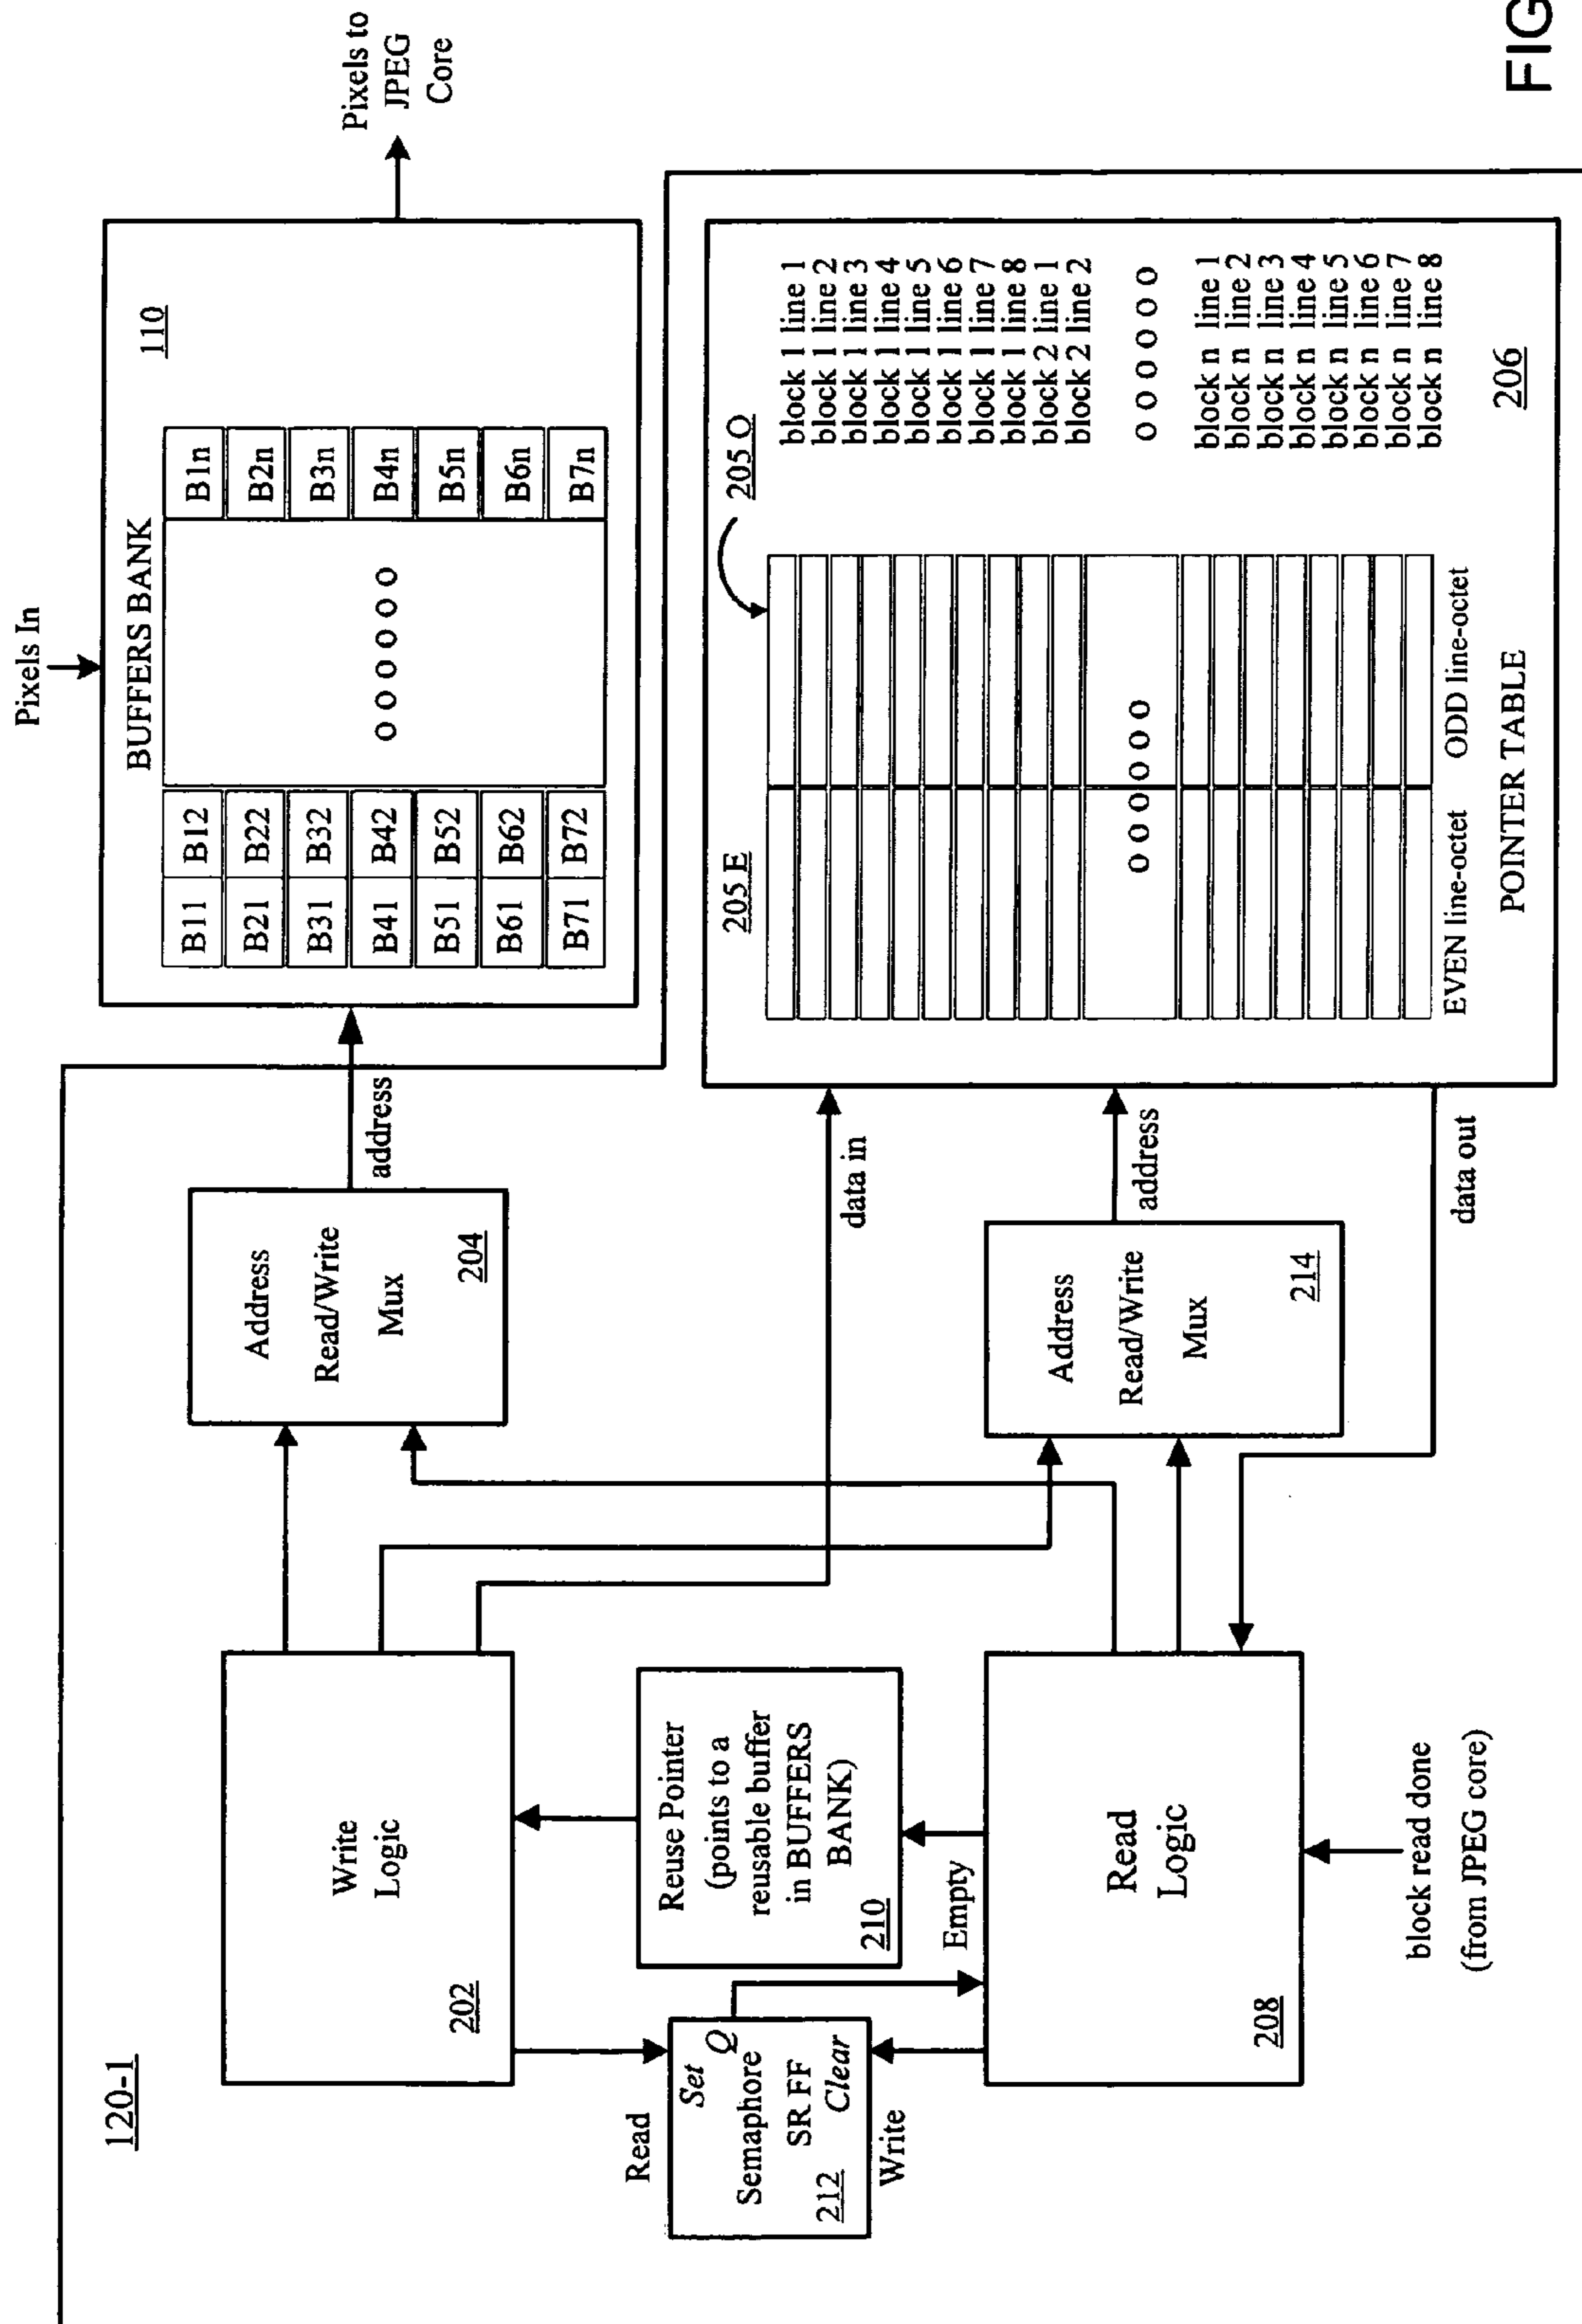 120-1
Write
Logic
202
Read
Set
Q
Semaphore
SR FF
Clear
212
Write
Reuse Pointer
(points to a
reusable buffer
in BUFFERS
BANK)
210
Empty
Read
Logic
208
block read done
(from JPEG core)
Address
Read/Write
Mux
204
address
data in
Address
Read/Write
Mux
214
address
data out
Pixels In
BUFFERS BANK
110
B11 B12 B1n
B21 B22 B2n
B31 B32 B3n
B41 B42 o o o o o o B4n
B51 B52 B5n
B61 B62 B6n
B71 B72 B7n
Pixels to
JPEG
Core
205 E
205 O
block 1 line 1
block 1 line 2
block 1 line 3
block 1 line 4
block 1 line 5
block 1 line 6
block 1 line 7
block 1 line 8
block 2 line 1
block 2 line 2
o o o o o o o o o o o o
block n line 1
block n line 2
block n line 3
block n line 4
block n line 5
block n line 6
block n line 7
block n line 8
EVEN line-octet ODD line-octet
POINTER TABLE
206
FIG